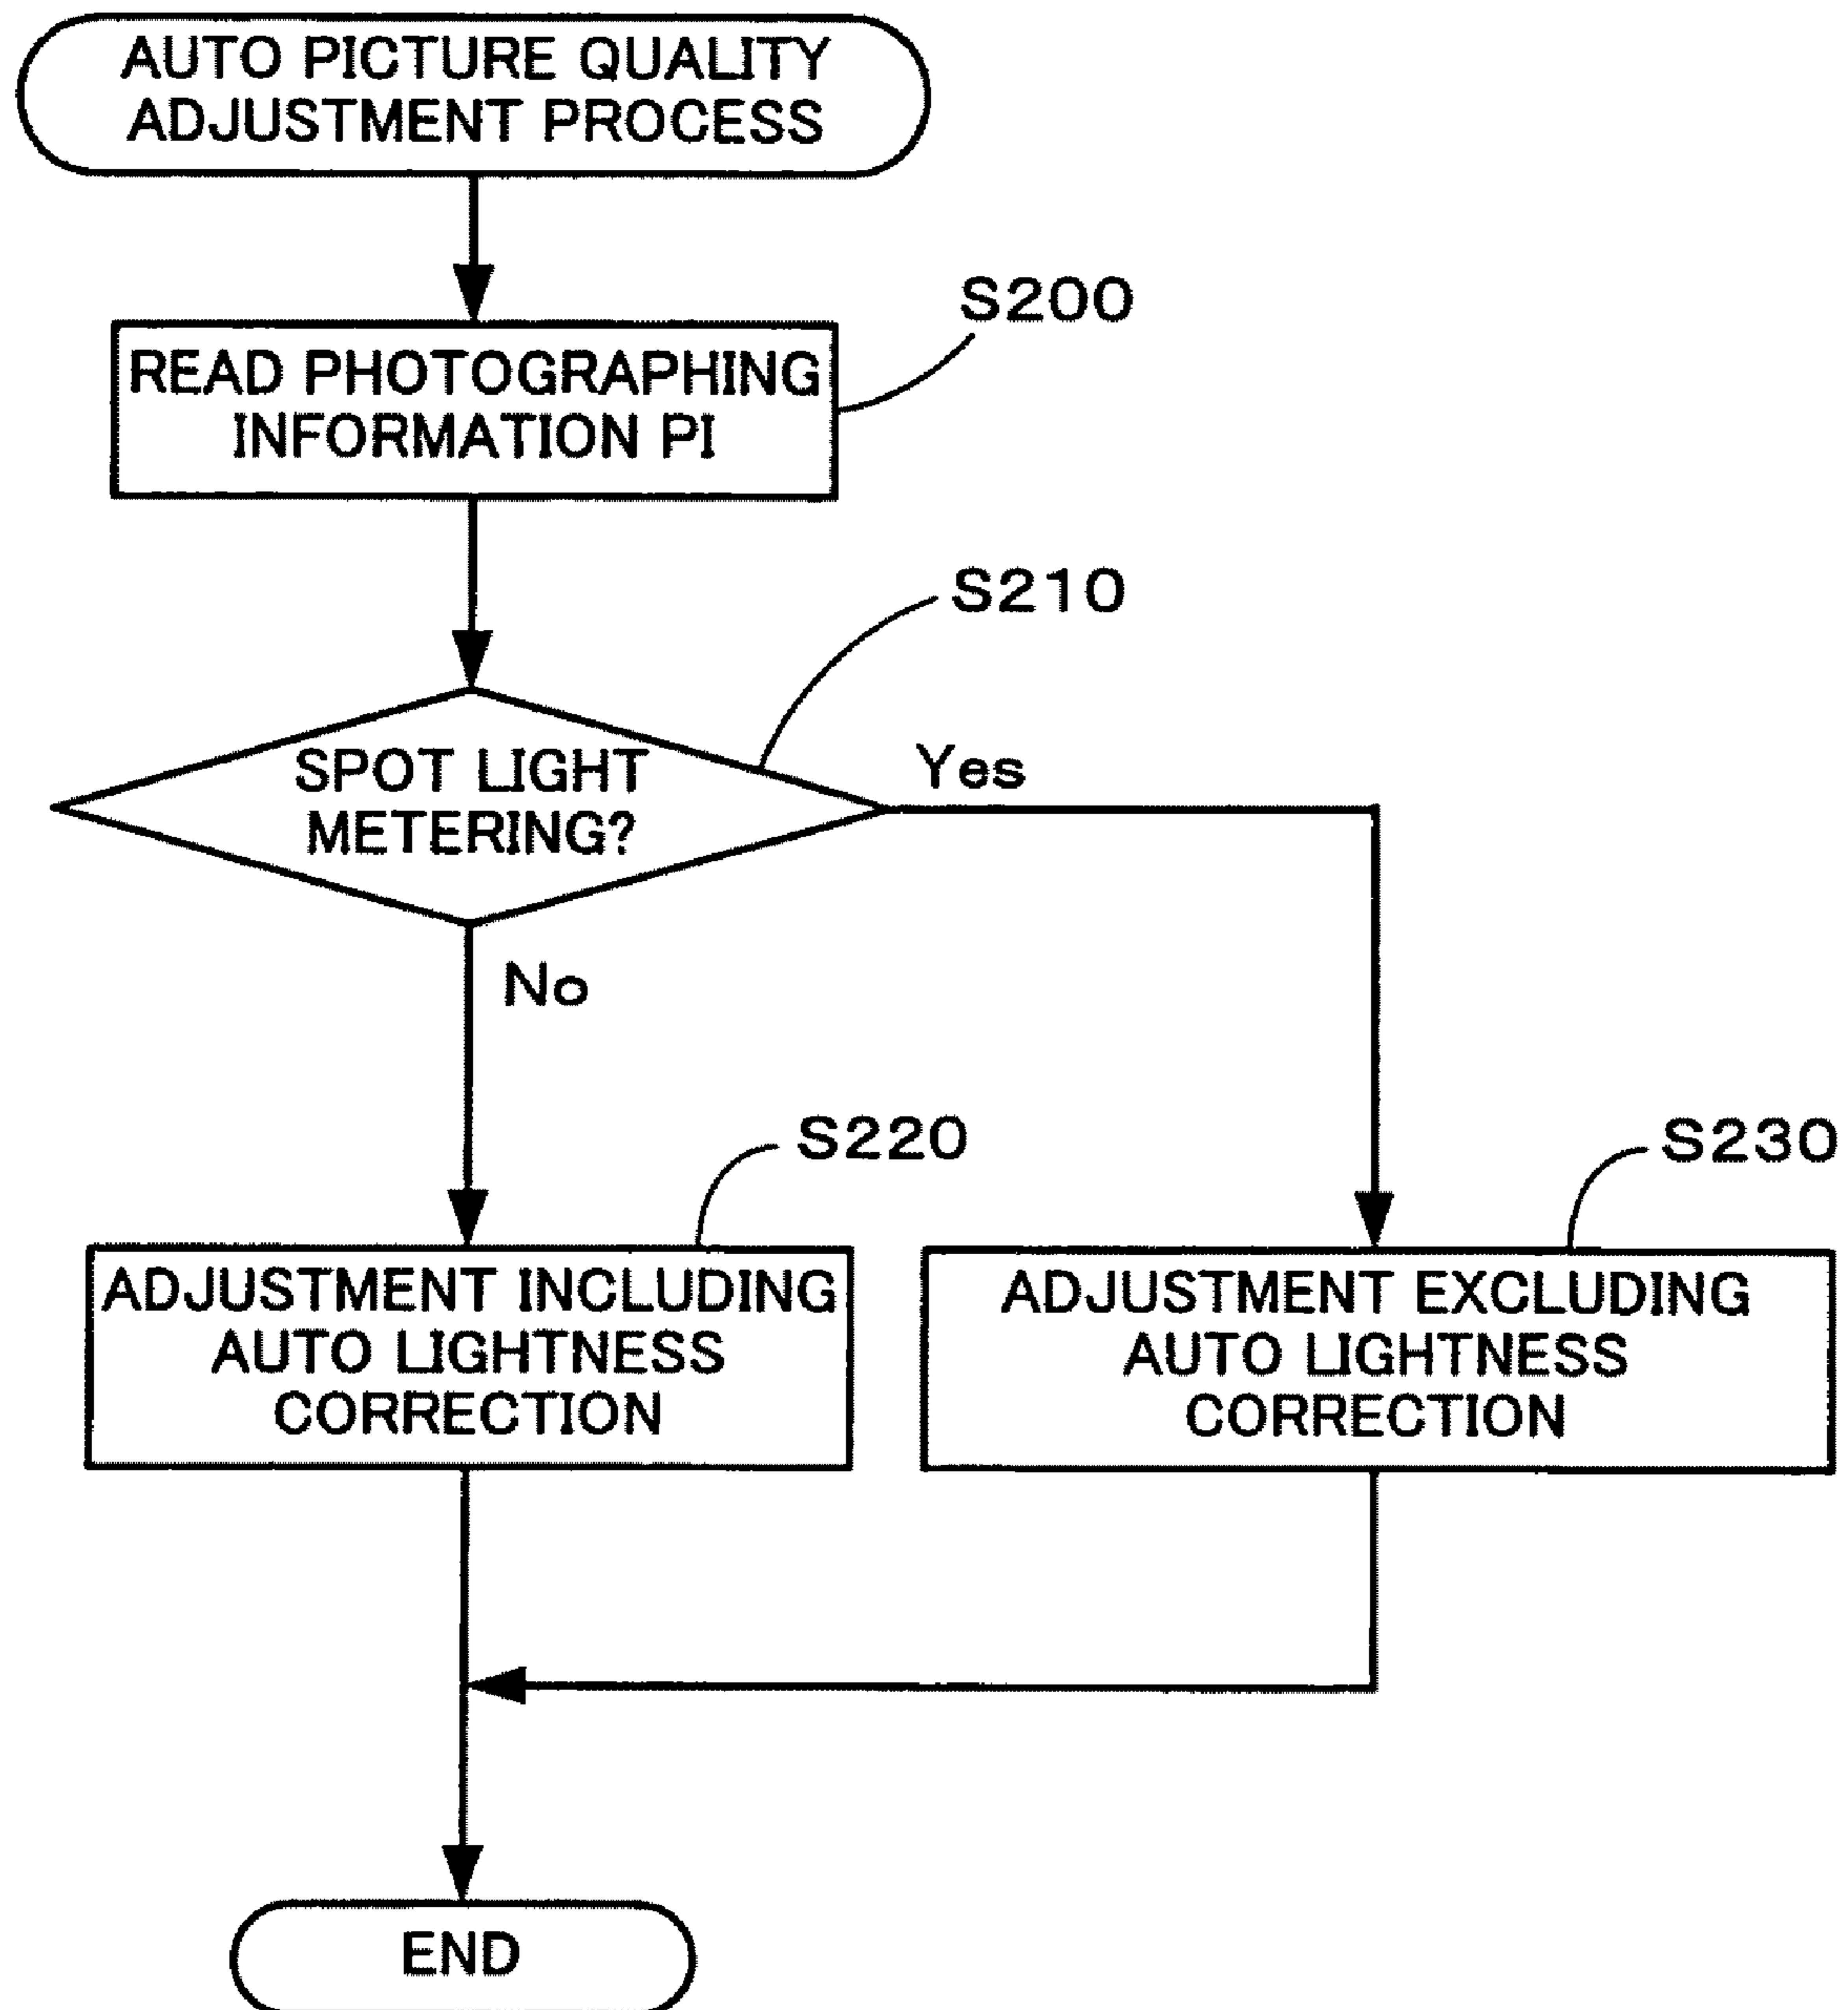 AUTO PICTURE QUALITY
ADJUSTMENT PROCESS
S200
READ PHOTOGRAPHING
INFORMATION PI
S210
SPOT LIGHT
METERING?
Yes
No
S220
ADJUSTMENT INCLUDING
AUTO LIGHTNESS
CORRECTION
S230
ADJUSTMENT EXCLUDING
AUTO LIGHTNESS
CORRECTION
END